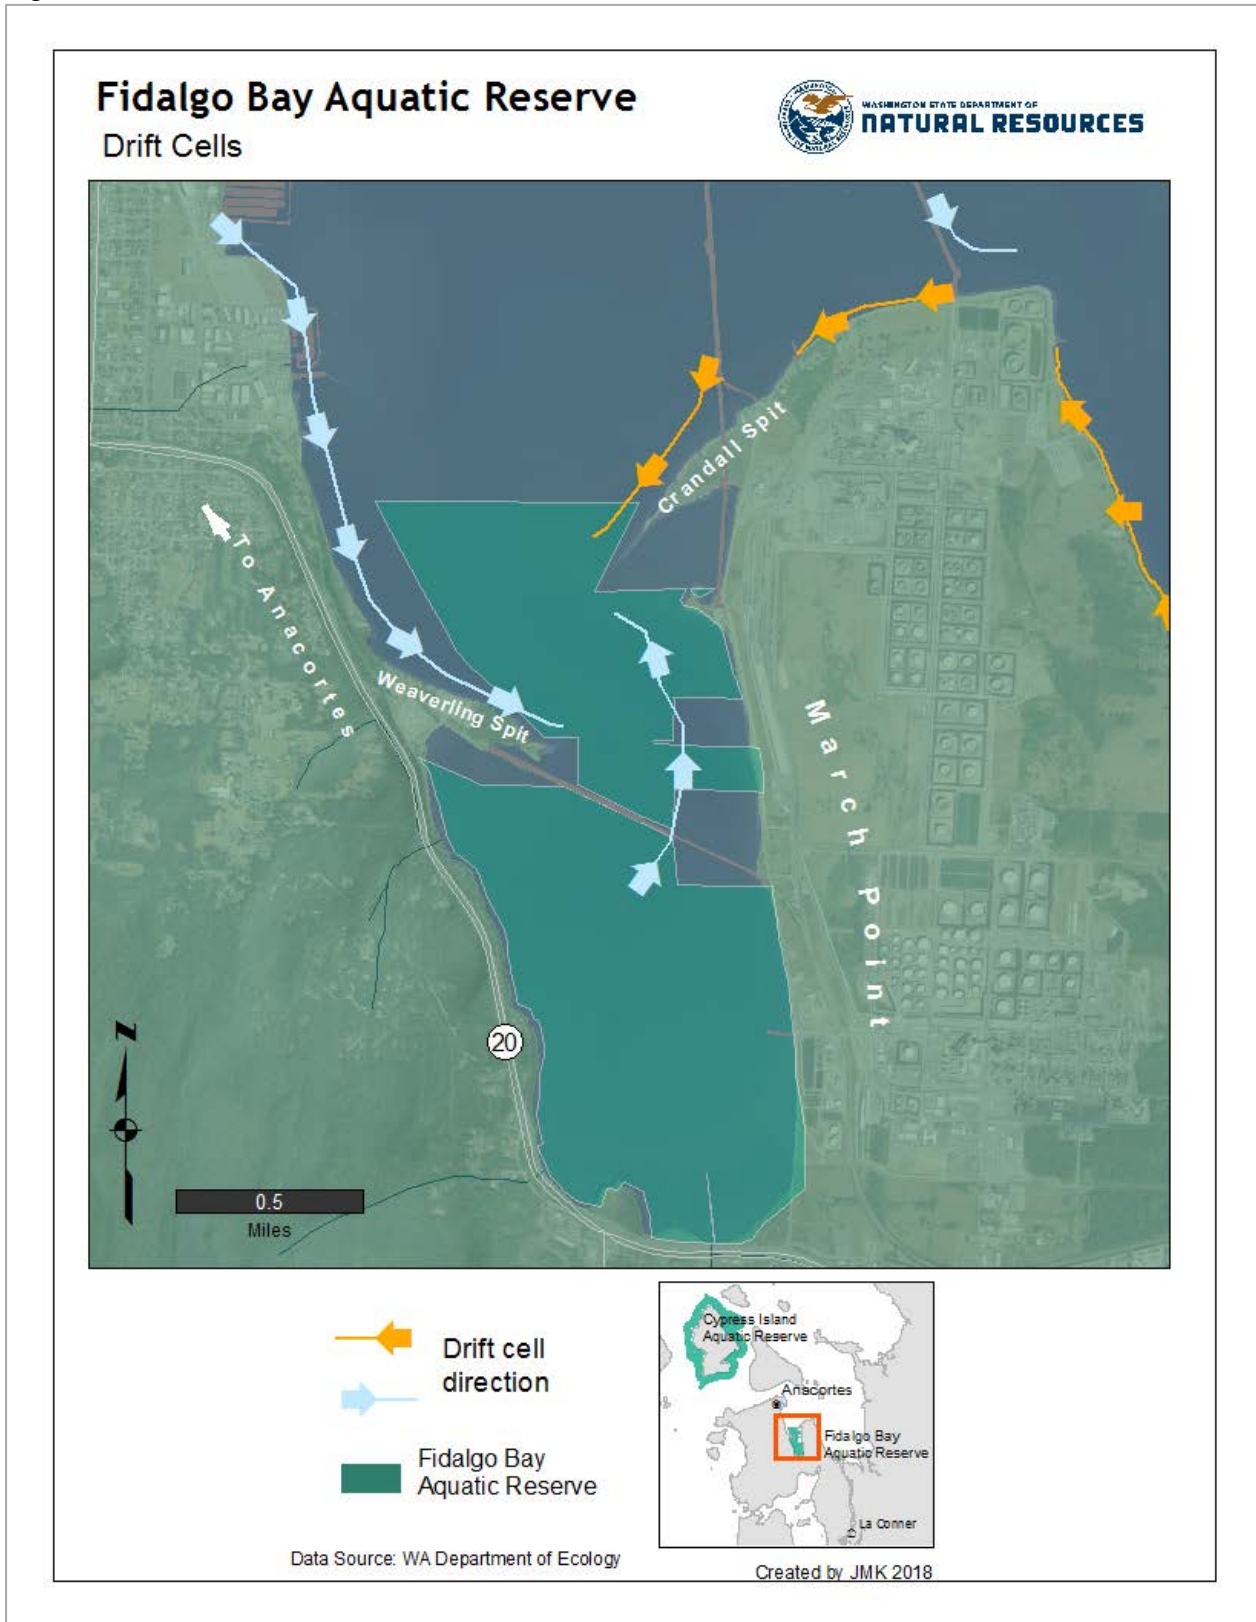 Fidalgo Bay Aquatic Reserve
Drift Cells
WASHINGTON STATE DEPARTMENT OF
NATURAL RESOURCES
Crandall Spit
To Anacortes
Weaverling Spit
March Point
20
N
0.5
Miles
Drift cell
direction
Fidalgo Bay
Aquatic Reserve
Cypress Island
Aquatic Reserve
Anacortes
Fidalgo Bay
Aquatic Reserve
La Conner
Data Source: WA Department of Ecology
Created by JMK 2018